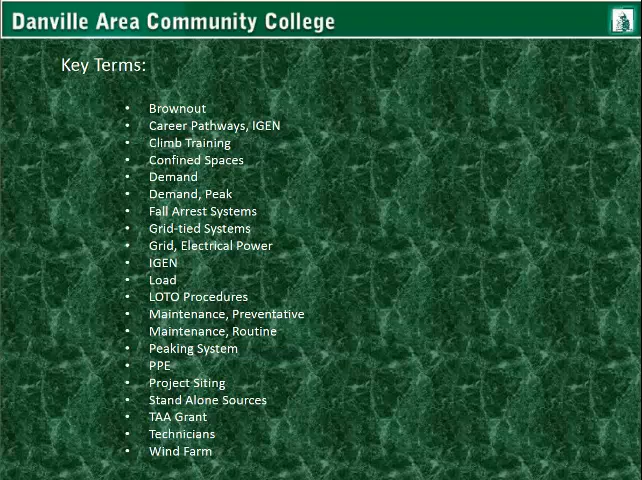 Danville Area Community College
Key Terms:
• Brownout
• Career Pathways, IGEN
• Climb Training
• Confined Spaces
• Demand
• Demand, Peak
• Fall Arrest Systems
• Grid-tied Systems
• Grid, Electrical Power
• IGEN
• Load
• LOTO Procedures
• Maintenance, Preventative
• Maintenance, Routine
• Peaking System
• PPE
• Project Siting
• Stand Alone Sources
• TAA Grant
• Technicians
• Wind Farm